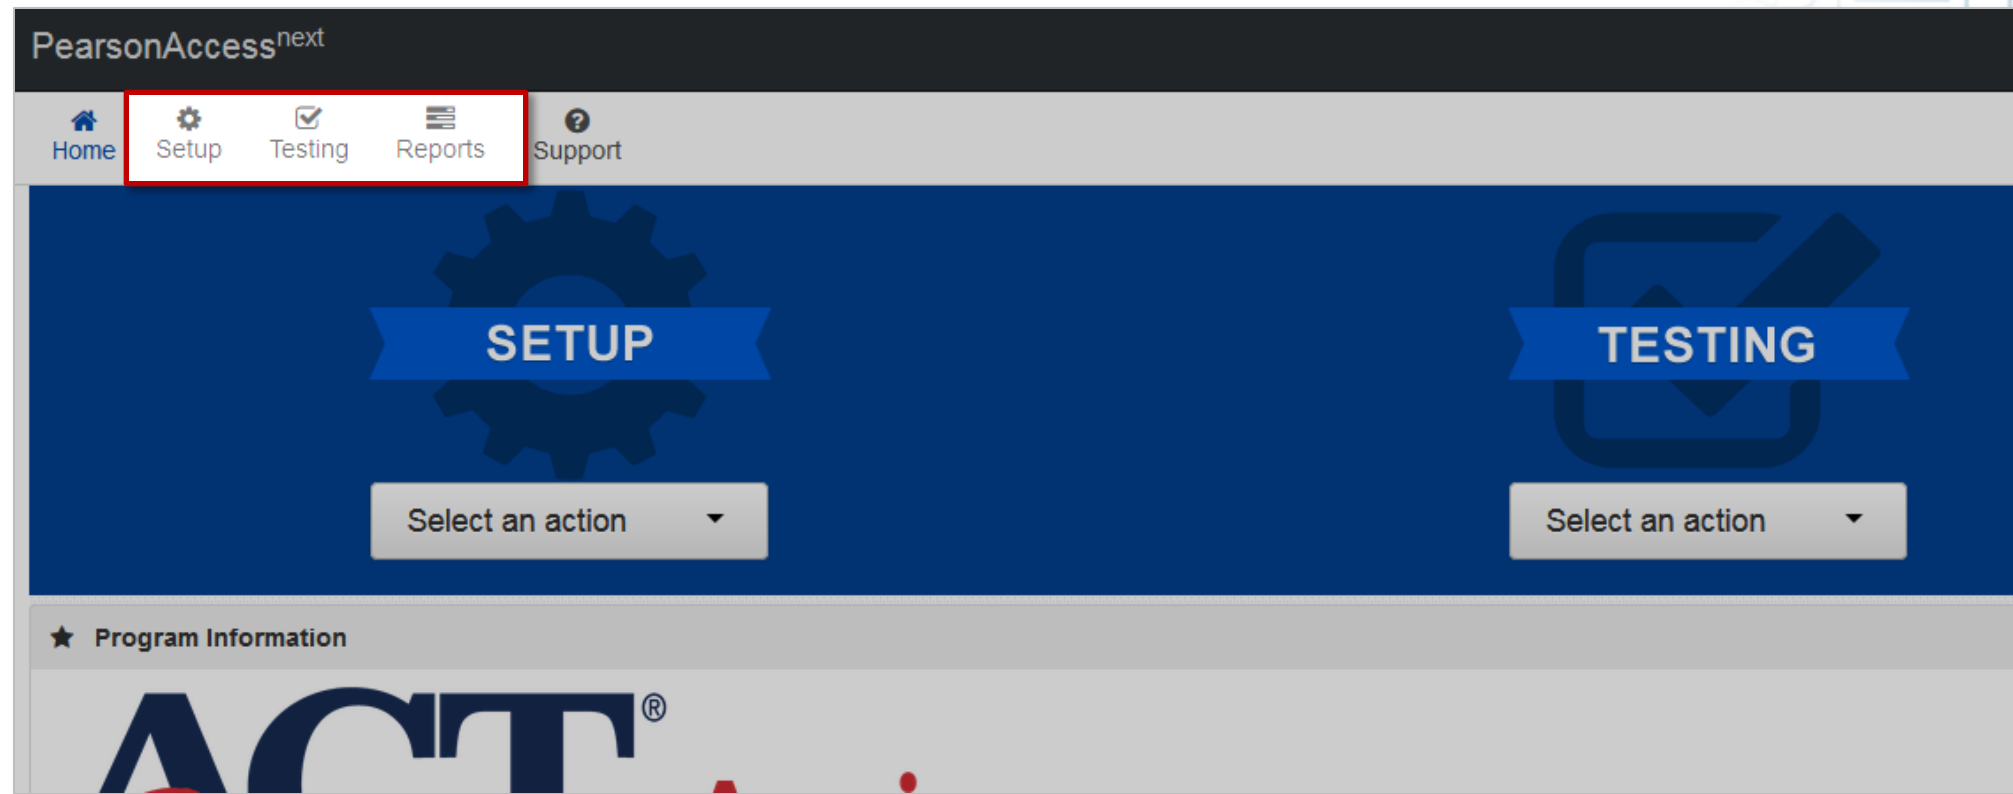 PearsonAccessnext
Home Setup Testing Reports Support
SETUP TESTING
Select an action Select an action
Program Information
ACT®